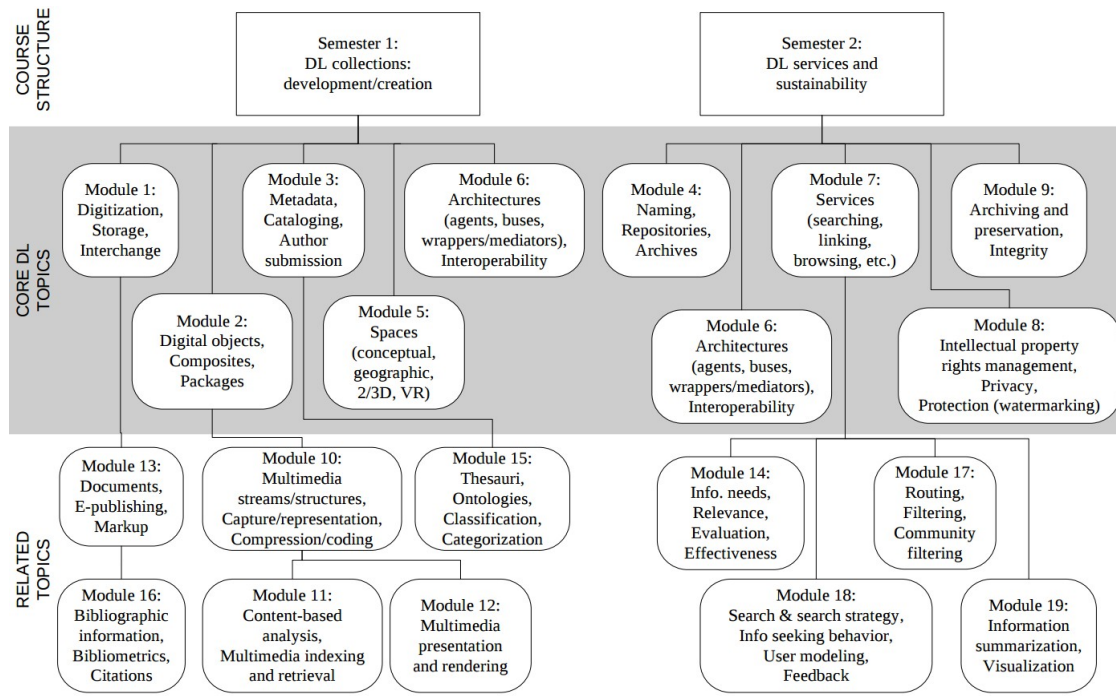 COURSE
STRUCTURE
Semester 1:
DL collections:
development/creation
Semester 2:
DL services and
sustainability
CORE DL
TOPICS
Module 1:
Digitization,
Storage,
Interchange
Module 3:
Metadata,
Cataloging,
Author
submission
Module 6:
Architectures
(agents, buses,
wrappers/mediators),
Interoperability
Module 4:
Naming,
Repositories,
Archives
Module 7:
Services
(searching,
linking,
browsing, etc.)
Module 9:
Archiving and
preservation,
Integrity
Module 2:
Digital objects,
Composites,
Packages
Module 5:
Spaces
(conceptual,
geographic,
2/3D, VR)
Module 6:
Architectures
(agents, buses,
wrappers/mediators),
Interoperability
Module 8:
Intellectual property
rights management,
Privacy,
Protection (watermarking)
RELATED
TOPICS
Module 13:
Documents,
E-publishing,
Markup
Module 10:
Multimedia
streams/structures,
Capture/representation,
Compression/coding
Module 15:
Thesauri,
Ontologies,
Classification,
Categorization
Module 14:
Info. needs,
Relevance,
Evaluation,
Effectiveness
Module 17:
Routing,
Filtering,
Community
filtering
Module 16:
Bibliographic
information,
Bibliometrics,
Citations
Module 11:
Content-based
analysis,
Multimedia indexing
and retrieval
Module 12:
Multimedia
presentation
and rendering
Module 18:
Search & search strategy,
Info seeking behavior,
User modeling,
Feedback
Module 19:
Information
summarization,
Visualization